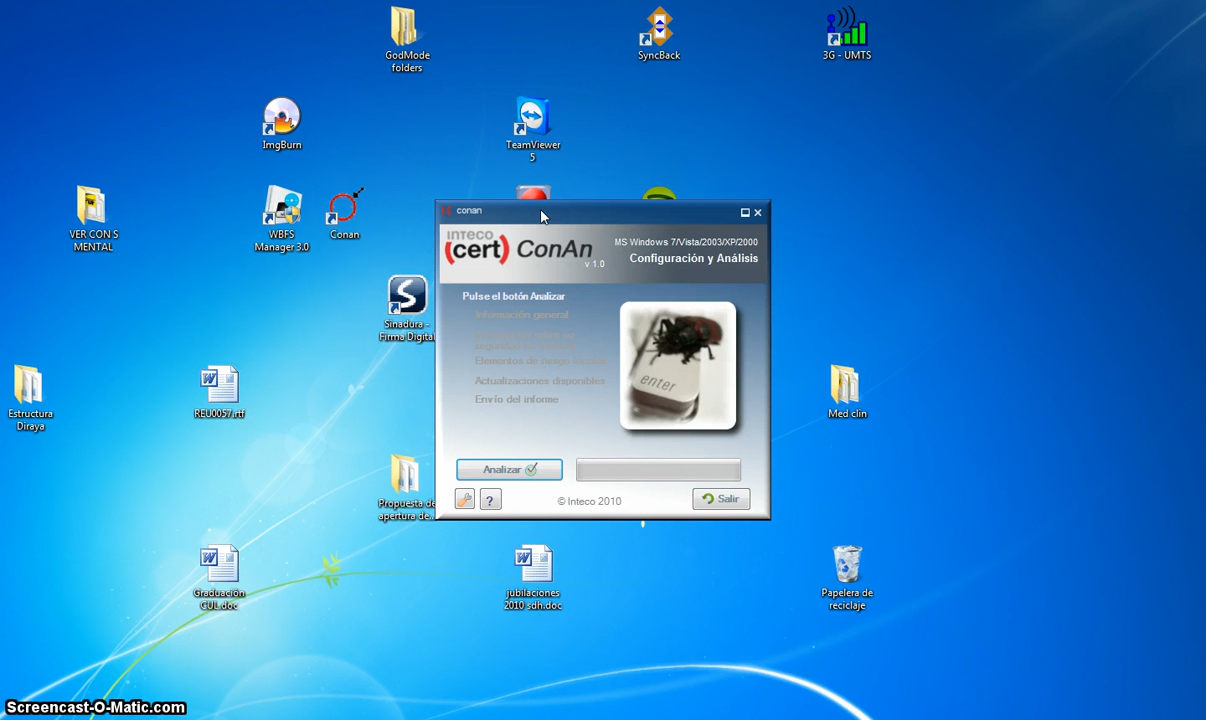 GodMode
folders
SyncBack
3G - UMTS
ImgBurn
TeamViewer
5
VER CON S
MENTAL
WBFS
Manager 3.0
Conan
Sinadura -
Firma Digital
conan
INTECO
(cert)
ConAn
v 1.0
MS Windows 7/Vista/2003/XP/2000
Configuración y Análisis
Pulse el botón Analizar
Información general
Elementos de riesgo
Actualizaciones disponibles
Envío del informe
enter
Analizar
?
© Inteco 2010
Salir
Estructura
Diraya
REU0057.rtf
Med clin
Propuesta de
apertura de...
Graduación
CUL.doc
jubilaciones
2010 sdh.doc
Papelera de
reciclaje
Screencast-O-Matic.com